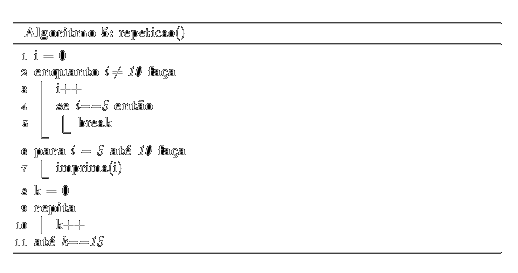 Algoritmo 5: repeticao()
1 i = 0
2 enquanto i ≠ 10 faça
3 i++
4 se i==5 então
5 break
6 para i = 5 até 10 faça
7 imprima(i)
8 k = 0
9 repita
10 k++
11 até k==15